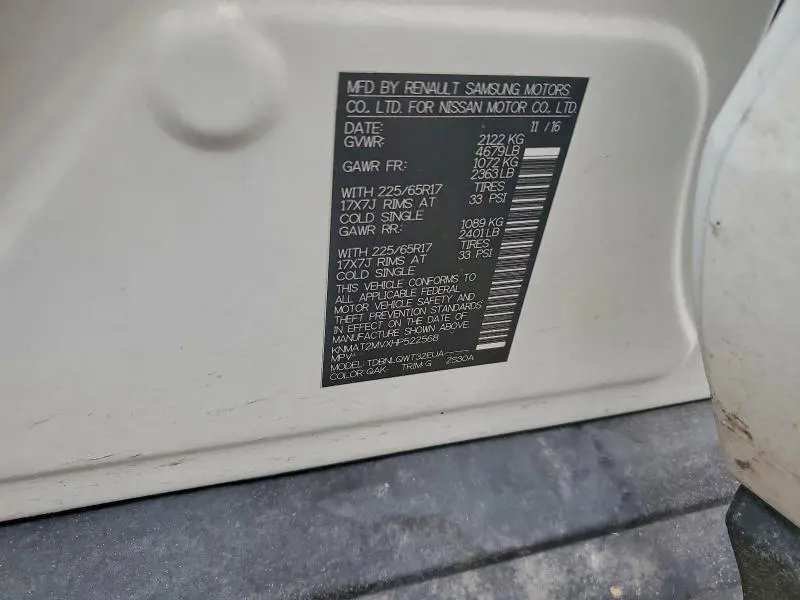 MFD BY RENAULT SAMSUNG MOTORS
CO., LTD. FOR NISSAN MOTOR CO., LTD.
DATE: 11 / 16
GVWR: 2122 KG
4679LB
GAWR FR: 1072 KG
2363LB
WITH 225/65R17 TIRES
17X7J RIMS AT 33 PSI
COLD SINGLE
GAWR RR: 1089 KG
2401LB
WITH 225/65R17 TIRES
17X7J RIMS AT 33 PSI
COLD SINGLE
THIS VEHICLE CONFORMS TO
ALL APPLICABLE FEDERAL
MOTOR VEHICLE SAFETY AND
THEFT PREVENTION STANDARDS
IN EFFECT ON THE DATE OF
MANUFACTURE SHOWN ABOVE
KNMAT2MVXHP522568
MPV
MODEL: TDBNLQWT32EUA-----
COLOR: QAK- TRIM:G ZS30A